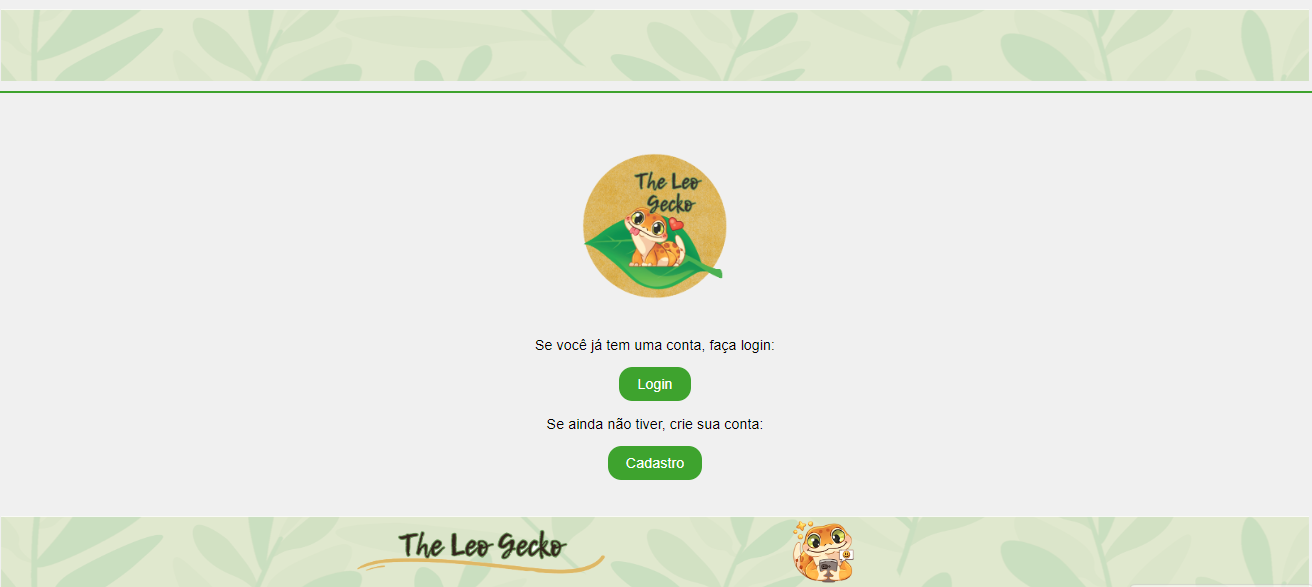 The Leo
Gecko
Se você já tem uma conta, faça login:
Login
Se ainda não tiver, crie sua conta:
Cadastro
The Leo Gecko